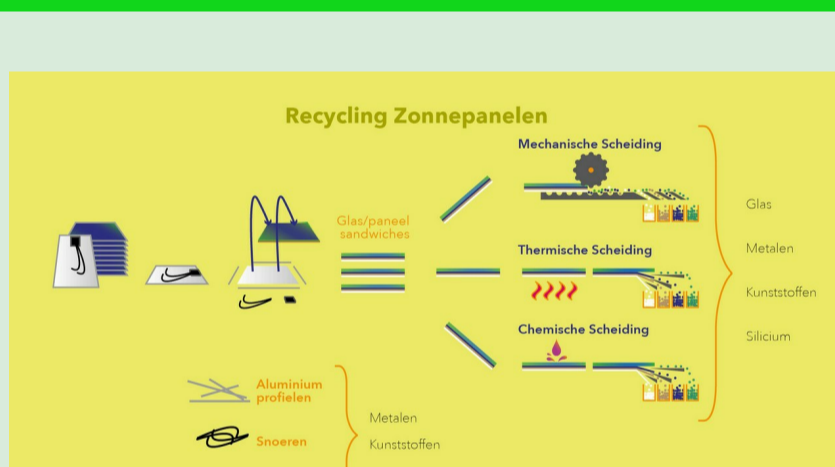 Recycling Zonnepanelen
Mechanische Scheiding
Glas/paneel
sandwiches
Thermische Scheiding
Chemische Scheiding
Glas
Metalen
Kunststoffen
Silicium
Aluminium
profielen
Snoeren
Metalen
Kunststoffen